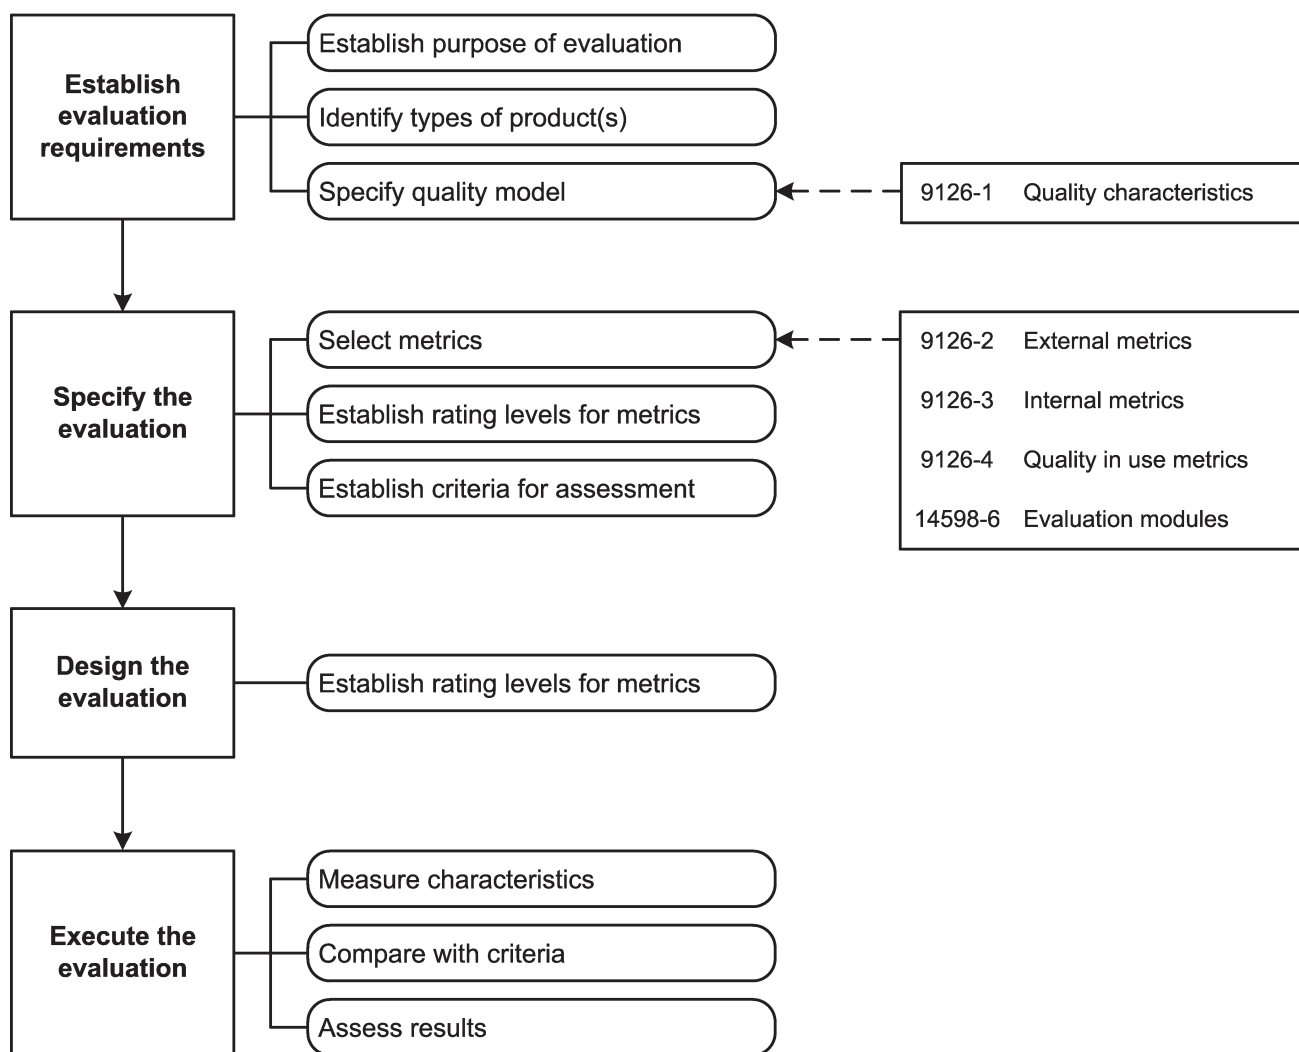 Establish
evaluation
requirements
Establish purpose of evaluation
Identify types of product(s)
Specify quality model
9126-1 Quality characteristics
Specify the
evaluation
Select metrics
Establish rating levels for metrics
Establish criteria for assessment
9126-2 External metrics
9126-3 Internal metrics
9126-4 Quality in use metrics
14598-6 Evaluation modules
Design the
evaluation
Establish rating levels for metrics
Execute the
evaluation
Measure characteristics
Compare with criteria
Assess results